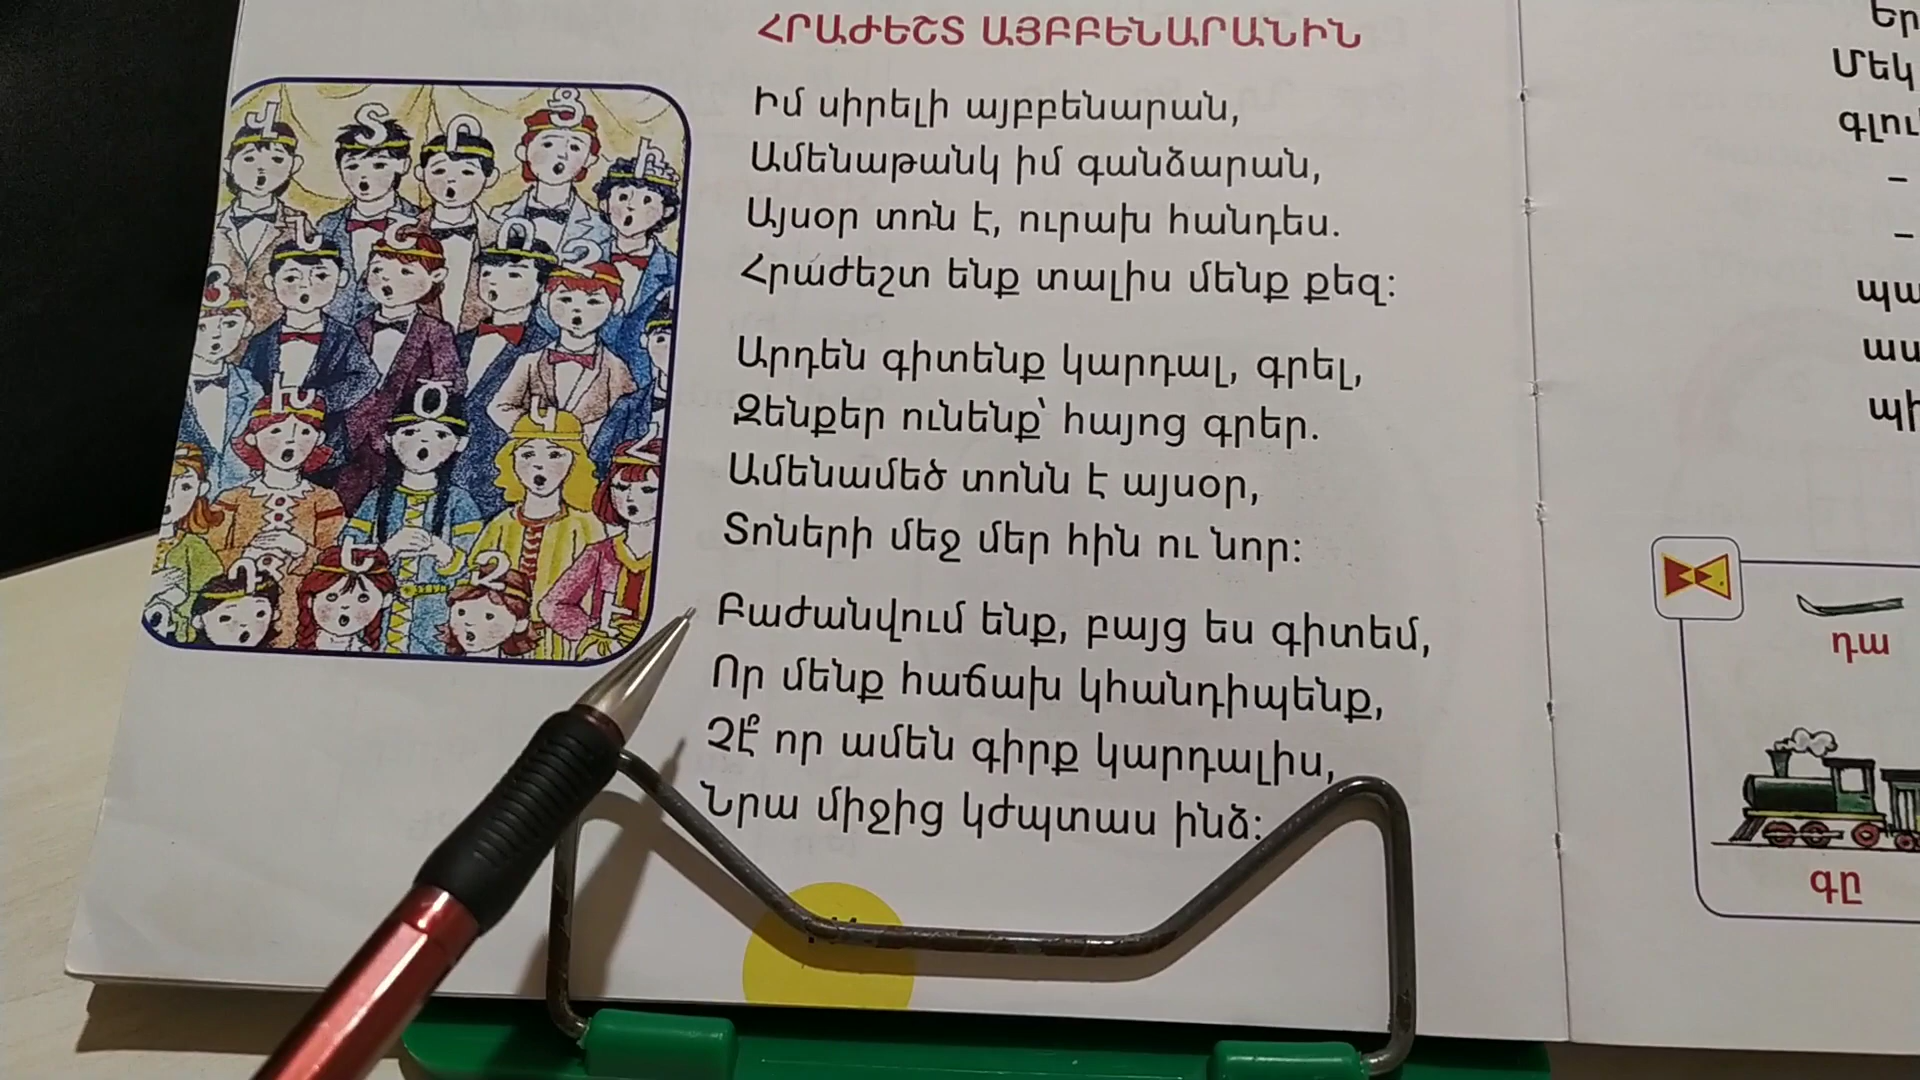 ՀՐԱԺԵՇՏ ԱՅԲԲԵՆԱՐԱՆԻՆ
Իմ սիրելի այբբենարան,
Ամենաթանկ իմ գանձարան,
Այսօր տոն է, ուրախ հանդես.
Հրաժեշտ ենք տալիս մենք քեզ։
Արդեն գիտենք կարդալ, գրել,
Զենքեր ունենք՝ հայոց գրեր.
Ամենամեծ տոնն է այսօր,
Տոների մեջ մեր հին ու նոր։
Բաժանվում ենք, բայց ես գիտեմ,
Որ մենք հաճախ կհանդիպենք,
Չէ՞ որ ամեն գիրք կարդալիս,
Նրա միջից կժպտաս ինձ։
Մեկ
–
–
դա
գը